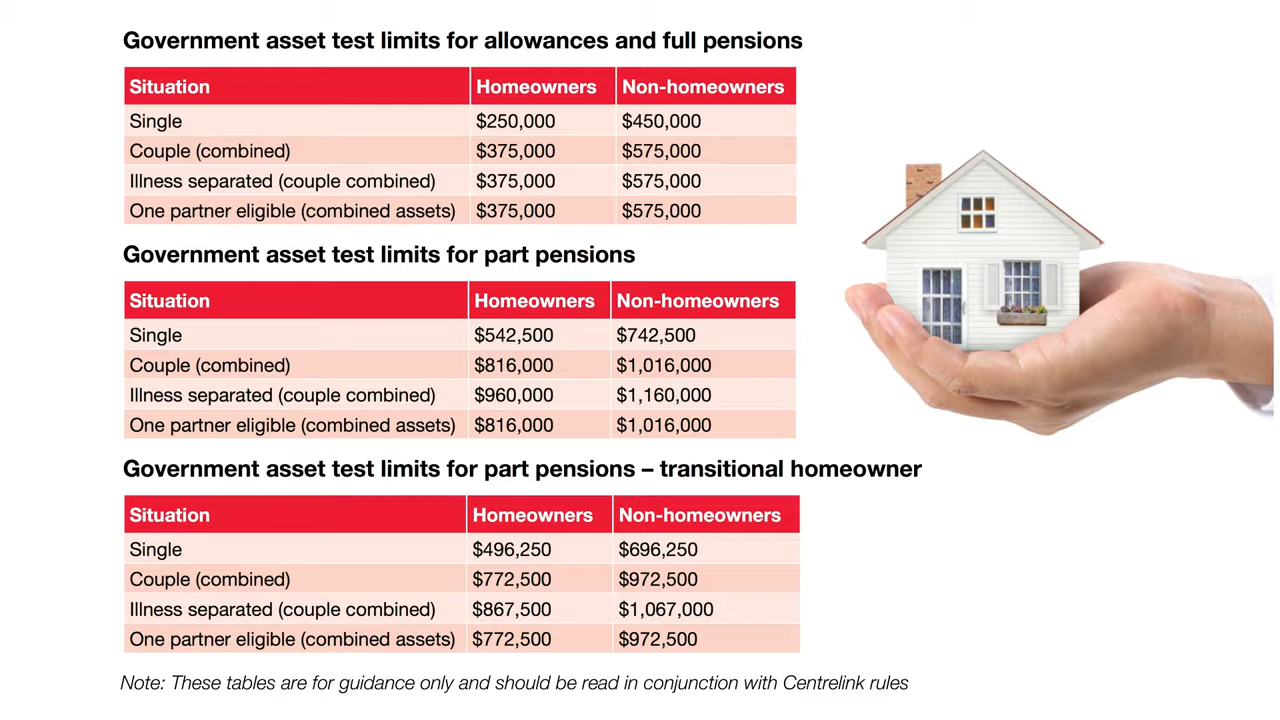 Government asset test limits for allowances and full pensions
Situation Homeowners Non-homeowners
Single $250,000 $450,000
Couple (combined) $375,000 $575,000
Illness separated (couple combined) $375,000 $575,000
One partner eligible (combined assets) $375,000 $575,000
Government asset test limits for part pensions
Situation Homeowners Non-homeowners
Single $542,500 $742,500
Couple (combined) $816,000 $1,016,000
Illness separated (couple combined) $960,000 $1,160,000
One partner eligible (combined assets) $816,000 $1,016,000
Government asset test limits for part pensions – transitional homeowner
Situation Homeowners Non-homeowners
Single $496,250 $696,250
Couple (combined) $772,500 $972,500
Illness separated (couple combined) $867,500 $1,067,000
One partner eligible (combined assets) $772,500 $972,500
Note: These tables are for guidance only and should be read in conjunction with Centrelink rules